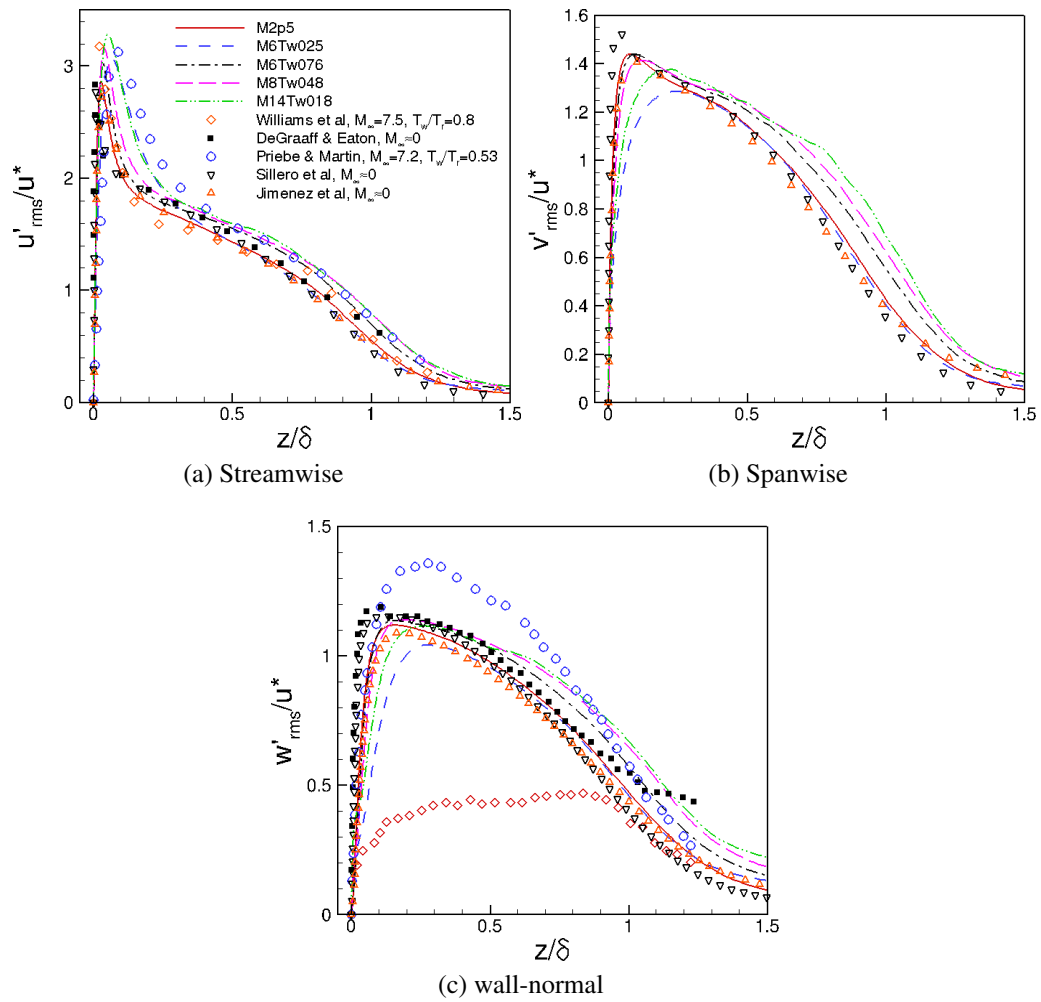 u'rms/u*
3
2
1
0
0
0.5
1
1.5
z/δ
M2p5
M6Tw025
M6Tw076
M8Tw048
M14Tw018
Williams et al, M∞=7.5, Tw/Tr=0.8
DeGraaff & Eaton, M∞≈0
Priebe & Martin, M∞=7.2, Tw/Tr=0.53
Sillero et al, M∞≈0
Jimenez et al, M∞≈0
(a) Streamwise
v'rms/u*
1.6
1.4
1.2
1
0.8
0.6
0.4
0.2
0
0
0.5
1
1.5
z/δ
(b) Spanwise
w'rms/u*
1.5
1
0.5
0
0
0.5
1
1.5
z/δ
(c) wall-normal